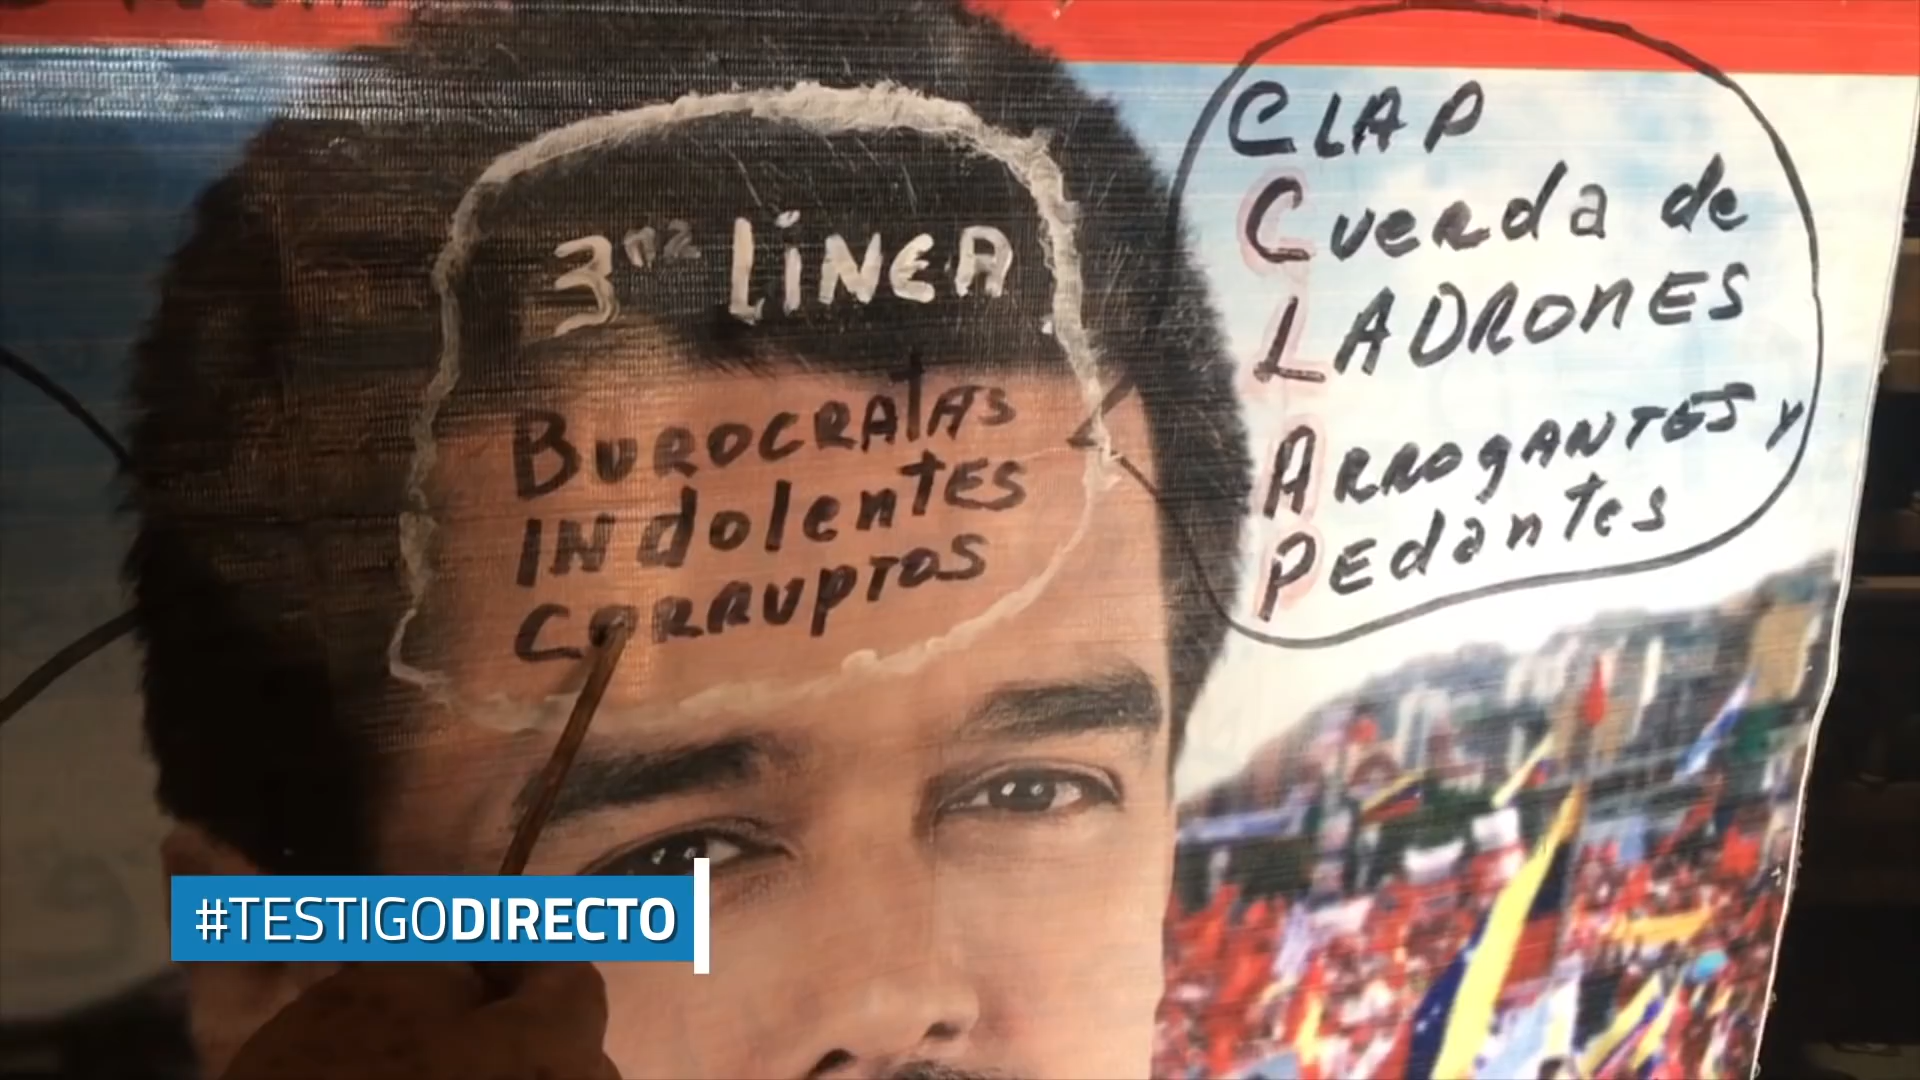 3ra LiNEA
BUROCRATAS
INdolentes
CORRUPTOS
CLAP
Cuerda de
LADRONES
ARROgANTES y
PEdantes
#TESTIGODIRECTO